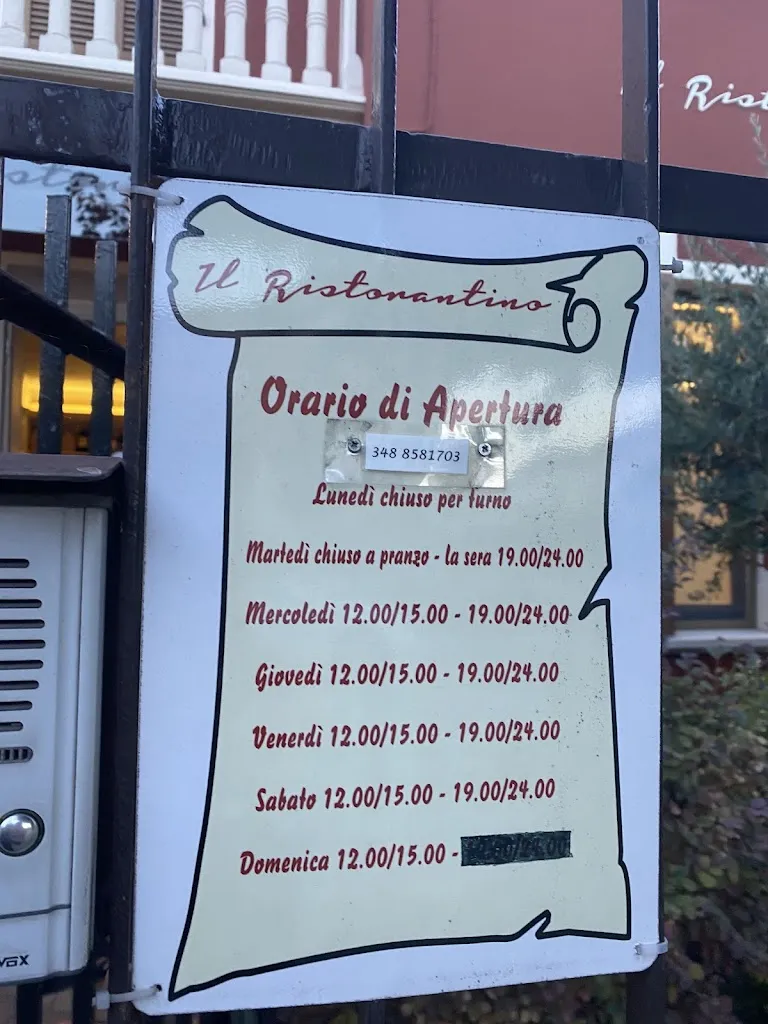 Il Rist
Il Ristorantino
Orario di Apertura
348 8581703
Lunedì chiuso per turno
Martedì chiuso a pranzo - la sera 19.00/24.00
Mercoledì 12.00/15.00 - 19.00/24.00
Giovedì 12.00/15.00 - 19.00/24.00
Venerdì 12.00/15.00 - 19.00/24.00
Sabato 12.00/15.00 - 19.00/24.00
Domenica 12.00/15.00 -